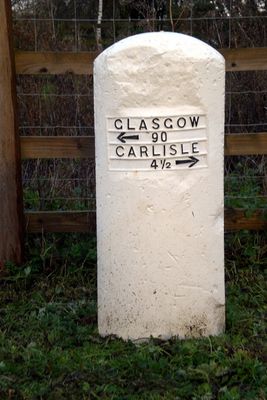 GLASGOW
← 90
CARLISLE
4½ →